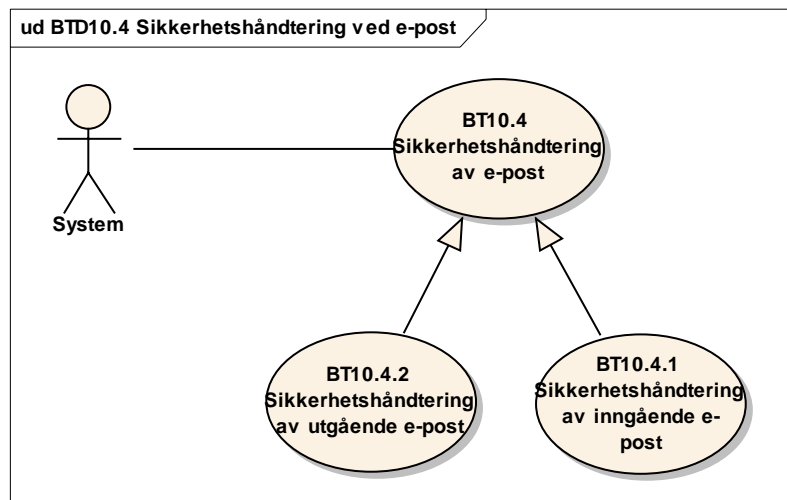 ud BTD10.4 Sikkerhetshåndtering ved e-post
BT10.4
Sikkerhetshåndtering
av e-post
System
BT10.4.2
Sikkerhetshåndtering
av utgående e-post
BT10.4.1
Sikkerhetshåndtering
av inngående e-
post